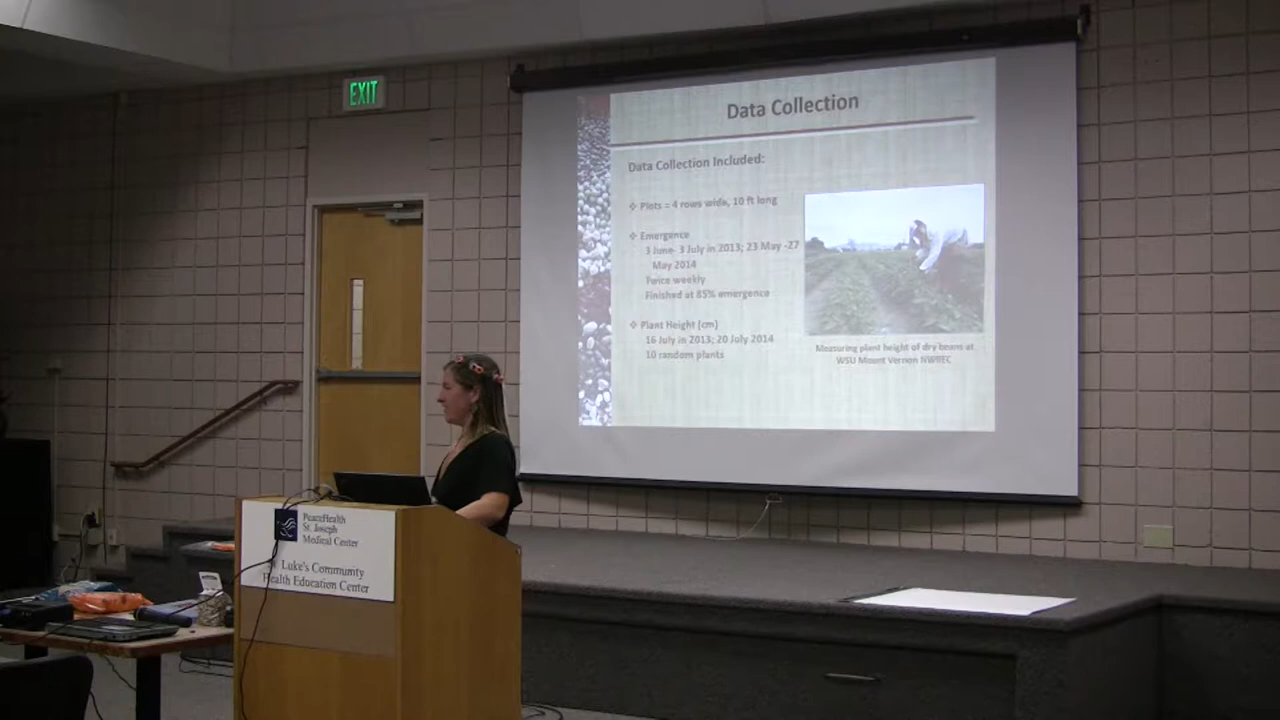 EXIT
Data Collection
Data Collection Included:
❖ Plots = 4 rows wide, 10 ft long
❖ Emergence
3 June- 3 July in 2013; 23 May -27
May 2014
Twice weekly
Finished at 85% emergence
❖ Plant Height (cm)
16 July in 2013; 20 July 2014
10 random plants
Measuring plant height of dry beans at
WSU Mount Vernon NWREC
PeaceHealth
St. Joseph
Medical Center
Luke's Community
Health Education Center